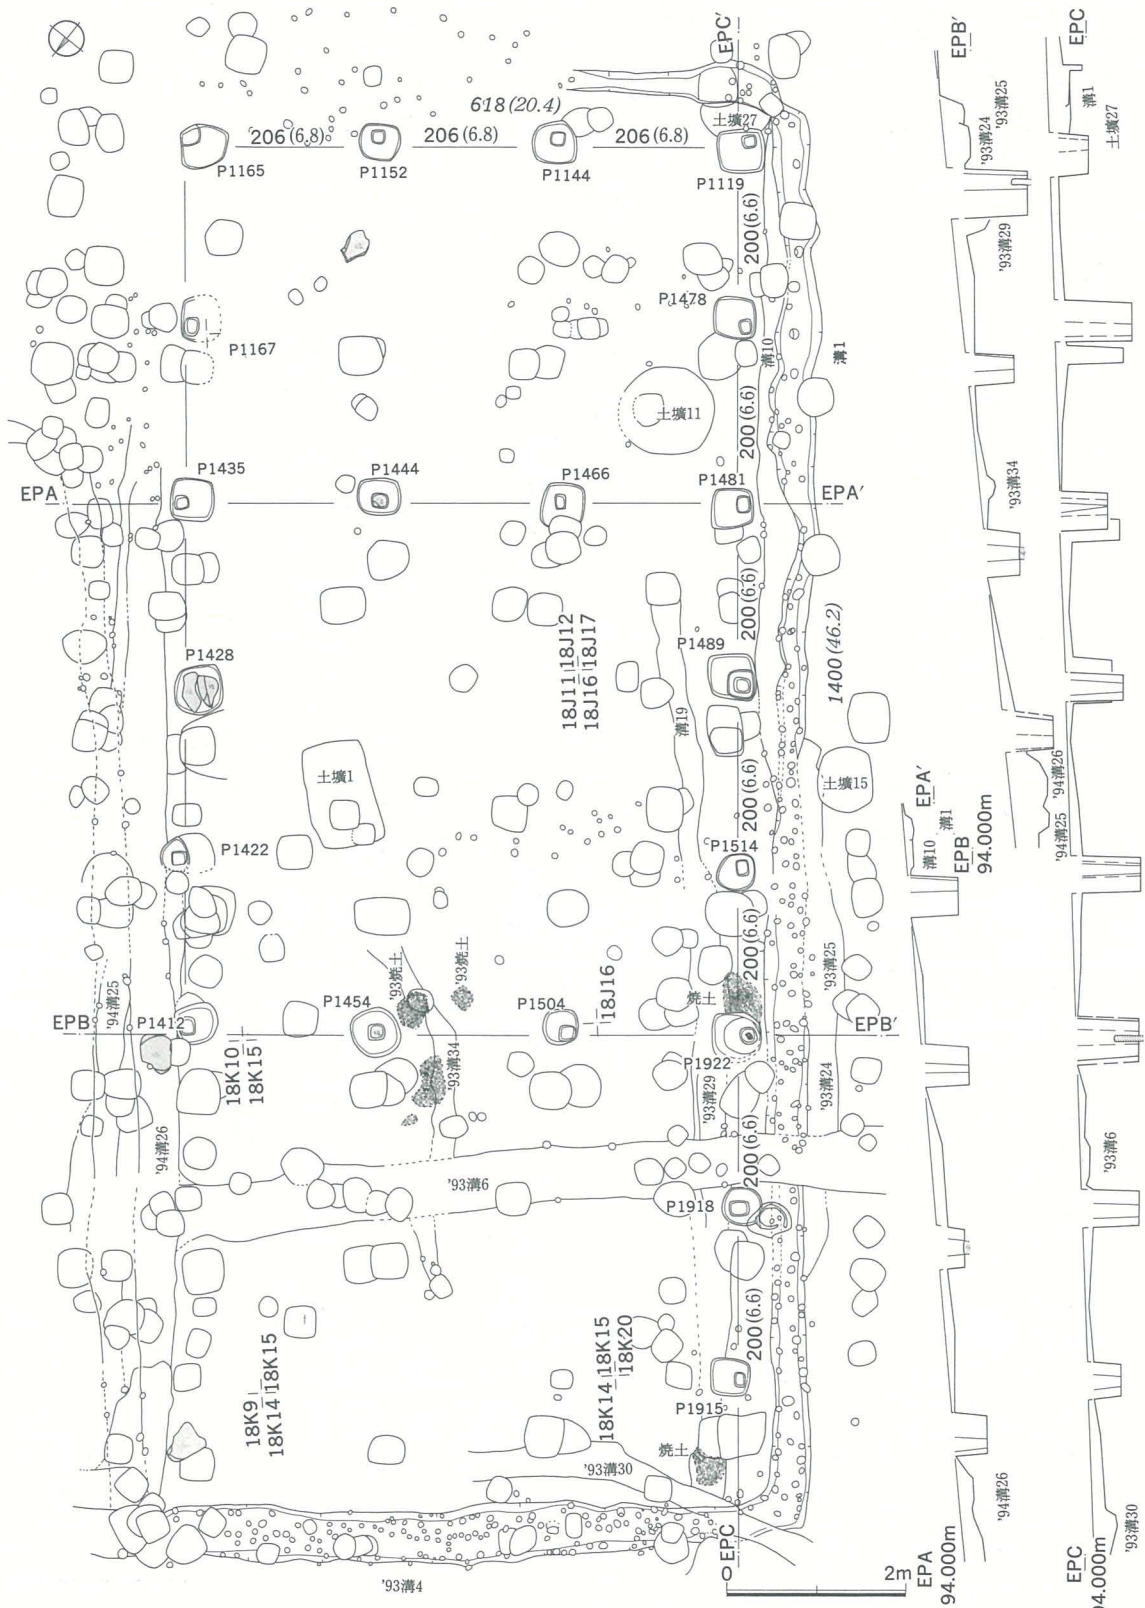 EPC'
EPB'
EPC
618(20.4)
土壙27
206(6.8)
206(6.8)
206(6.8)
P1165
P1152
P1144
P1119
'93溝25
'93溝24
溝1
土壙27
200(6.6)
'93溝29
P1478
P1167
溝10
溝1
土壙11
200(6.6)
EPA
P1435
P1444
P1466
P1481
EPA'
'93溝34
200(6.6)
18J11 18J12
18J16 18J17
P1428
P1489
1400(46.2)
溝19
土壙1
土壙15
200(6.6)
'94溝26
'94溝25
EPA'
溝1
溝10
EPB
94.000m
P1422
P1514
200(6.6)
'93焼土
'93焼土
'93溝25
'94溝25
EPB
P1412
P1454
P1504
18J16
焼土
EPB'
P1922
18K10
18K15
'93溝34
'93溝29
'93溝24
'94溝26
200(6.6)
'93溝6
'93溝6
P1918
200(6.6)
18K9
18K14 18K15
18K14 18K15
18K20
P1915
焼土
'93溝30
'94溝26
'93溝30
EPC
EPA
94.000m
EPC
94.000m
0
2m
'93溝4